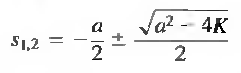 s₁,₂ = −a/2 ± √(a² − 4K)/2